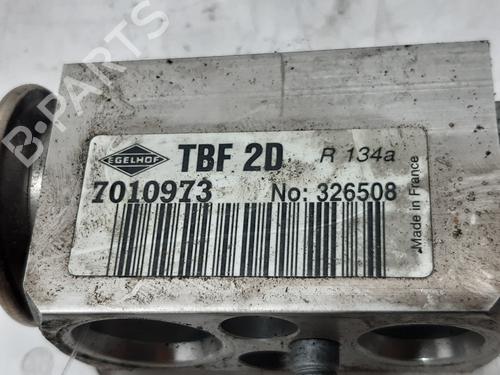 EGELHOF TBF 2D R 134a
7010973 No: 326508
Made in France
B-PARTS